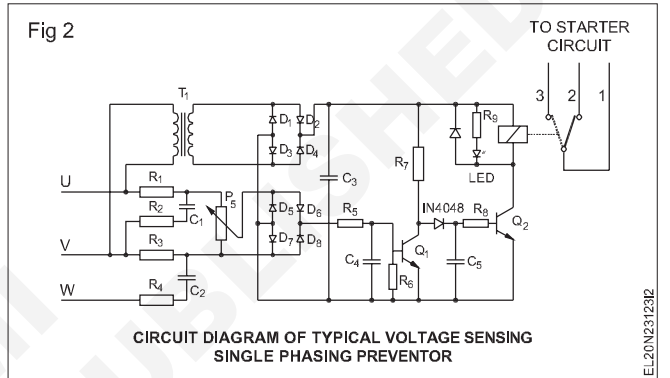 Fig 2
TO STARTER
CIRCUIT
3 2 1
T1
D1 D2
D3 D4
R9
LED
C3
R7
U
R1
P5
R2
C1
D5 D6
D7 D8
R5
IN4048
R8
Q2
V
R3
C4
Q1
R6
C5
W
R4
C2
CIRCUIT DIAGRAM OF TYPICAL VOLTAGE SENSING
SINGLE PHASING PREVENTOR
EL20N23123I2
UBLISHED